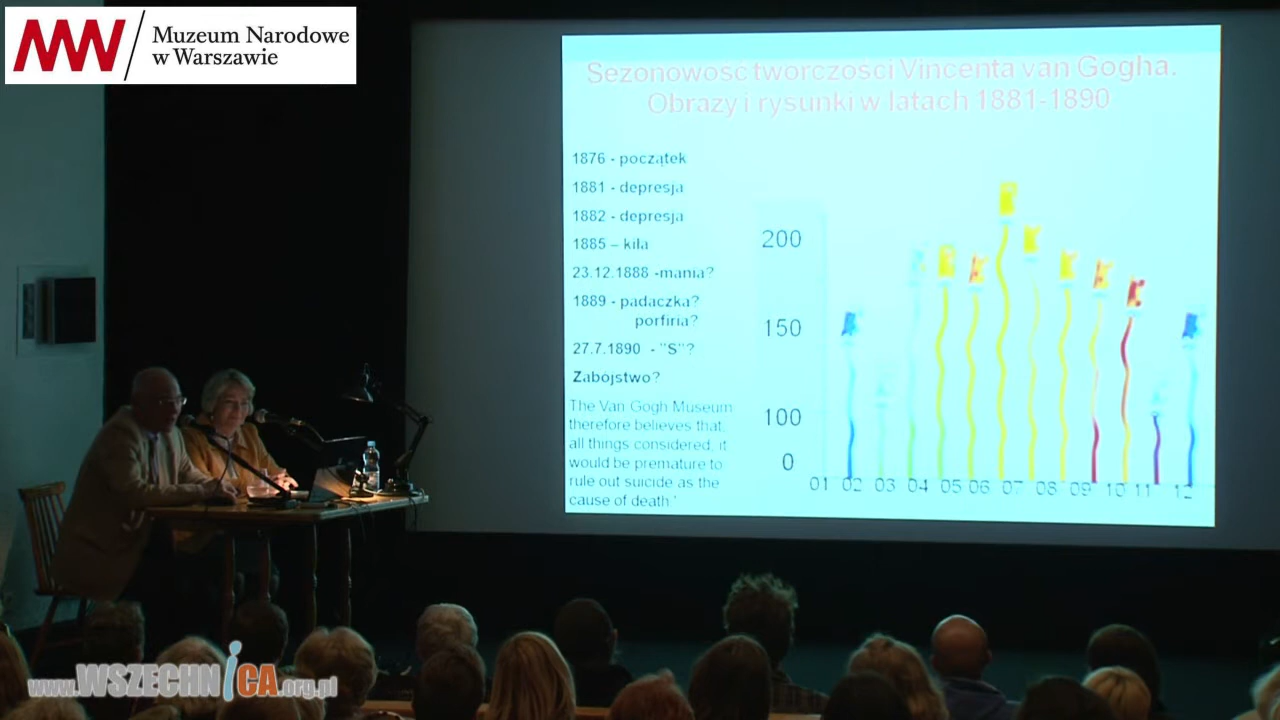 Muzeum Narodowe
w Warszawie
Sezonowość twórczości Vincenta van Gogha.
Obrazy i rysunki w latach 1881-1890
1876 - początek
1881 - depresja
1882 - depresja
1885 – kiła
23.12.1888 -mania?
1889 - padaczka?
porfiria?
27.7.1890 - "S"?
Zabójstwo?
The Van Gogh Museum
therefore believes that,
all things considered, it
would be premature to
rule out suicide as the
cause of death.'
200
150
100
0
01 02 03 04 05 06 07 08 09 10 11 12
www.WSZECHNICA.org.pl